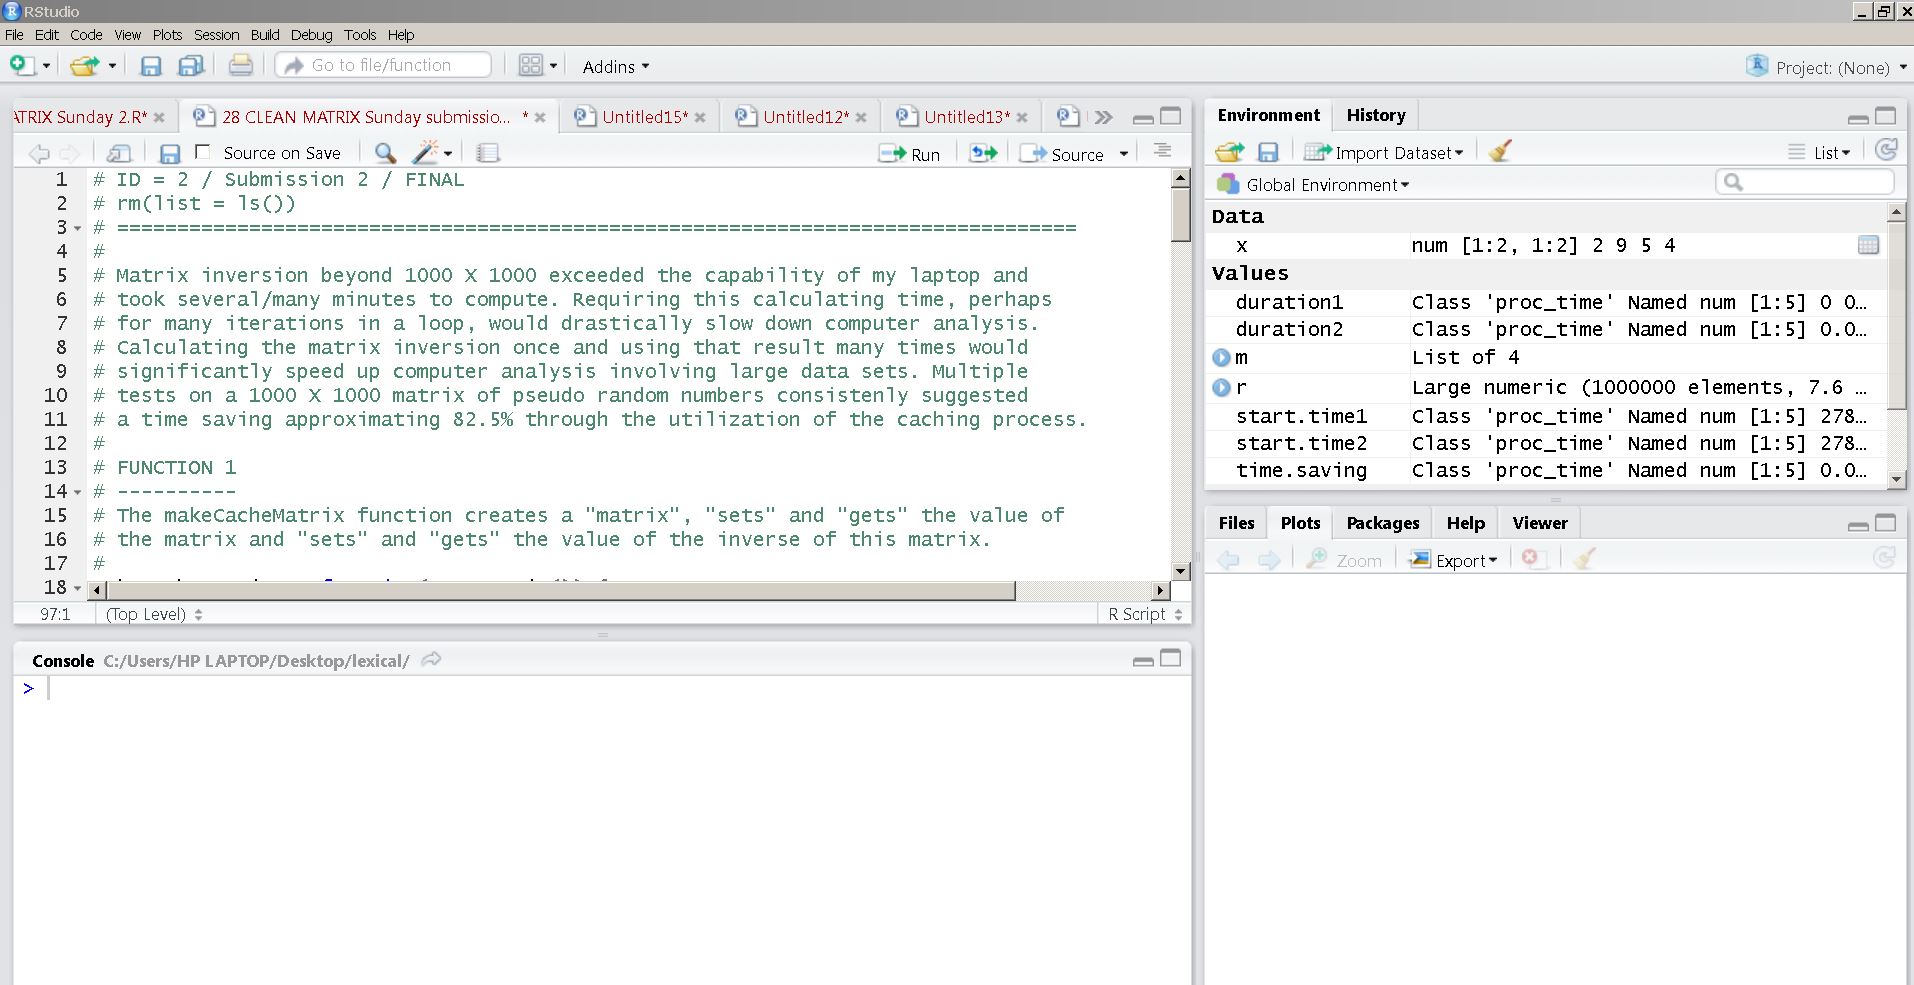 RStudio
File Edit Code View Plots Session Build Debug Tools Help
Go to file/function
Addins
Project: (None)
ATRIX Sunday 2.R*
28 CLEAN MATRIX Sunday submissio... *
Untitled15*
Untitled12*
Untitled13*
Source on Save
Run
Source
1 # ID = 2 / Submission 2 / FINAL
2 # rm(list = ls())
3 # ================================================================================
4 #
5 # Matrix inversion beyond 1000 X 1000 exceeded the capability of my laptop and
6 # took several/many minutes to compute. Requiring this calculating time, perhaps
7 # for many iterations in a loop, would drastically slow down computer analysis.
8 # Calculating the matrix inversion once and using that result many times would
9 # significantly speed up computer analysis involving large data sets. Multiple
10 # tests on a 1000 X 1000 matrix of pseudo random numbers consistenly suggested
11 # a time saving approximating 82.5% through the utilization of the caching process.
12 #
13 # FUNCTION 1
14 # ----------
15 # The makeCacheMatrix function creates a "matrix", "sets" and "gets" the value of
16 # the matrix and "sets" and "gets" the value of the inverse of this matrix.
17 #
18
97:1 (Top Level)
R Script
Console C:/Users/HP LAPTOP/Desktop/lexical/
>
Environment History
Import Dataset
List
Global Environment
Data
x num [1:2, 1:2] 2 9 5 4
Values
duration1 Class 'proc_time' Named num [1:5] 0 0...
duration2 Class 'proc_time' Named num [1:5] 0.0...
m List of 4
r Large numeric (1000000 elements, 7.6 ...
start.time1 Class 'proc_time' Named num [1:5] 278...
start.time2 Class 'proc_time' Named num [1:5] 278...
time.saving Class 'proc_time' Named num [1:5] 0.0...
Files Plots Packages Help Viewer
Zoom
Export